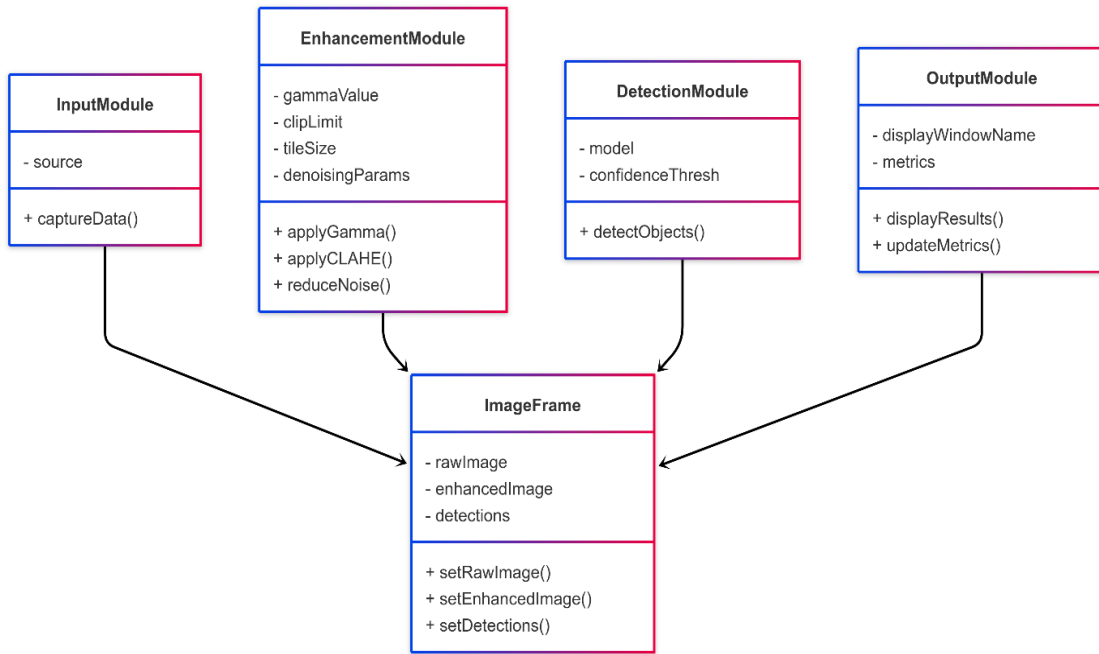 InputModule
- source
+ captureData()
EnhancementModule
- gammaValue
- clipLimit
- tileSize
- denoisingParams
+ applyGamma()
+ applyCLAHE()
+ reduceNoise()
DetectionModule
- model
- confidenceThresh
+ detectObjects()
OutputModule
- displayWindowName
- metrics
+ displayResults()
+ updateMetrics()
ImageFrame
- rawImage
- enhancedImage
- detections
+ setRawImage()
+ setEnhancedImage()
+ setDetections()